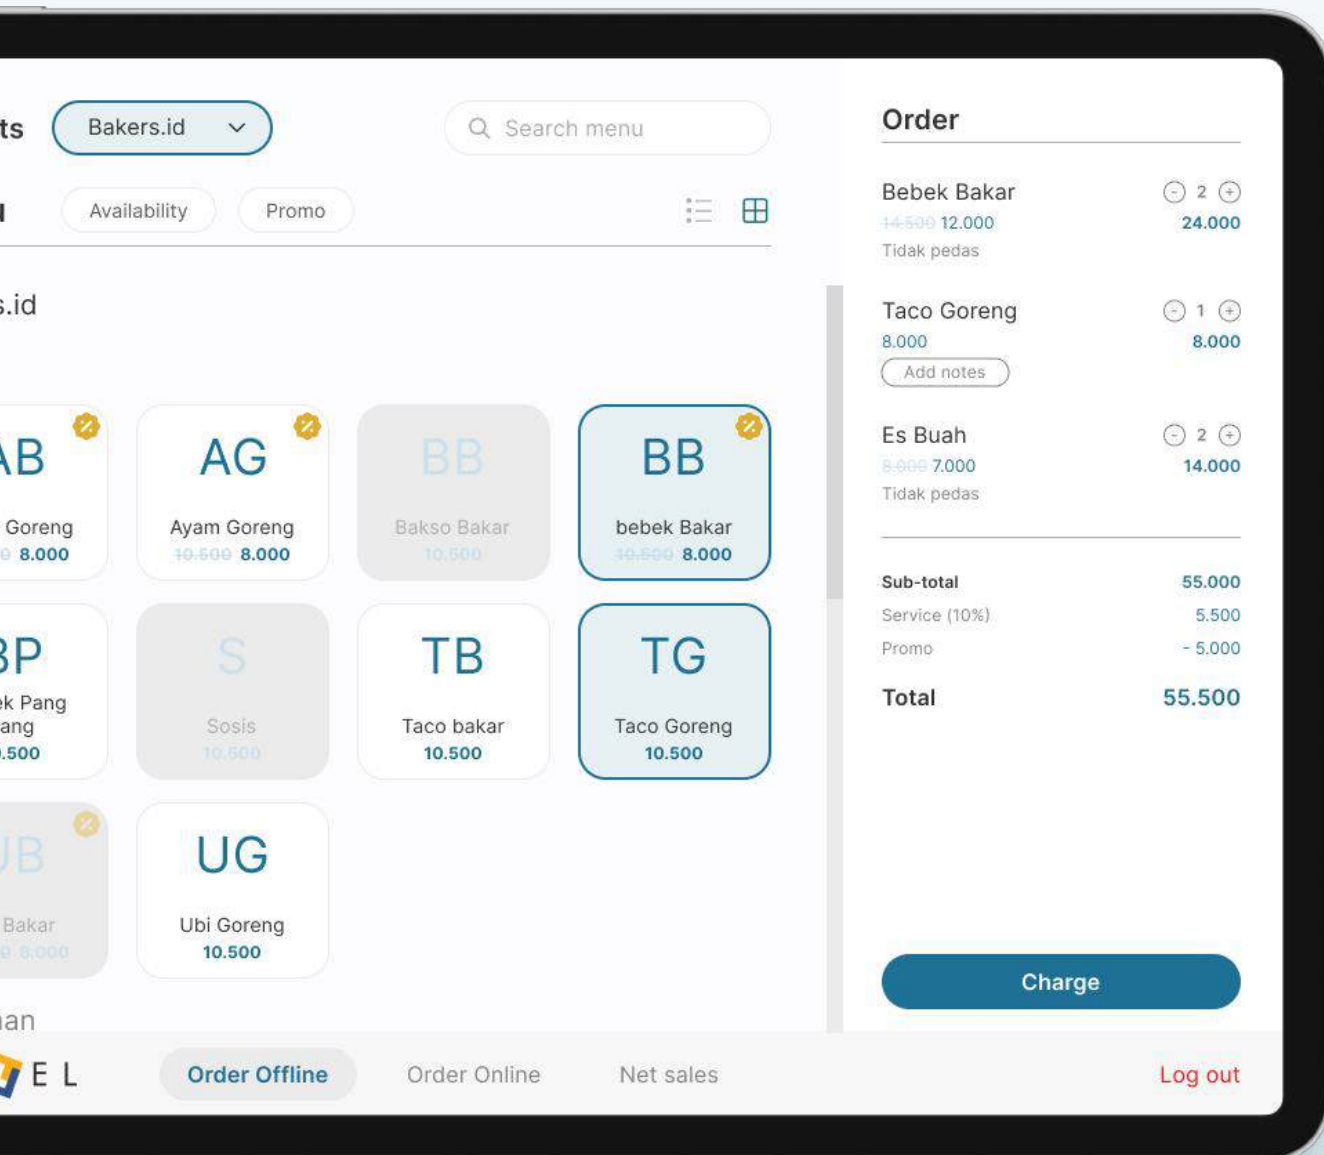 Bakers.id
Search menu
Availability
Promo
s.id
AB
Goreng
8.000
AG
Ayam Goreng
10.500 8.000
BB
Bakso Bakar
10.500
BB
bebek Bakar
10.500 8.000
BP
ek Pang
ang
.500
S
Sosis
10.500
TB
Taco bakar
10.500
TG
Taco Goreng
10.500
UB
Bakar
8.000
UG
Ubi Goreng
10.500
an
Order
Bebek Bakar
- 2 +
14.500 12.000
24.000
Tidak pedas
Taco Goreng
- 1 +
8.000
8.000
Add notes
Es Buah
- 2 +
8.000 7.000
14.000
Tidak pedas
Sub-total 55.000
Service (10%) 5.500
Promo - 5.000
Total 55.500
Charge
E L
Order Offline
Order Online
Net sales
Log out